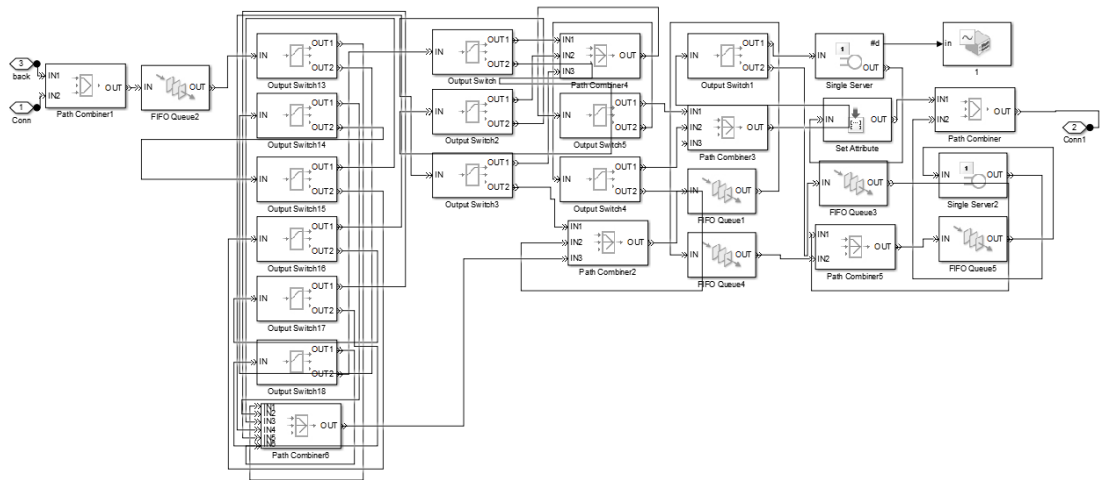 3
back
1
Conn
IN1
IN2
OUT
Path Combiner1
IN
OUT
FIFO Queue2
IN
OUT1
OUT2
Output Switch13
IN
OUT1
OUT2
Output Switch14
IN
OUT1
OUT2
Output Switch15
IN
OUT1
OUT2
Output Switch16
IN
OUT1
OUT2
Output Switch17
IN
OUT1
OUT2
Output Switch18
IN1
IN2
IN3
IN4
IN5
IN6
OUT
Path Combiner6
IN
OUT1
OUT2
Output Switch
IN
OUT1
OUT2
Output Switch2
IN
OUT1
OUT2
Output Switch3
IN1
IN2
IN3
OUT
Path Combiner4
IN
OUT1
OUT2
Output Switch5
IN
OUT1
OUT2
Output Switch4
IN1
IN2
IN3
OUT
Path Combiner2
IN
OUT1
OUT2
Output Switch1
IN1
IN2
IN3
OUT
Path Combiner3
IN
OUT
FIFO Queue1
IN
OUT
FIFO Queue4
IN
1
#d
OUT
Single Server
IN
OUT
Set Attribute
IN
OUT
FIFO Queue3
IN1
IN2
OUT
Path Combiner5
in
1
IN1
IN2
OUT
Path Combiner
IN
1
OUT
Single Server2
IN
OUT
FIFO Queue5
2
Conn1